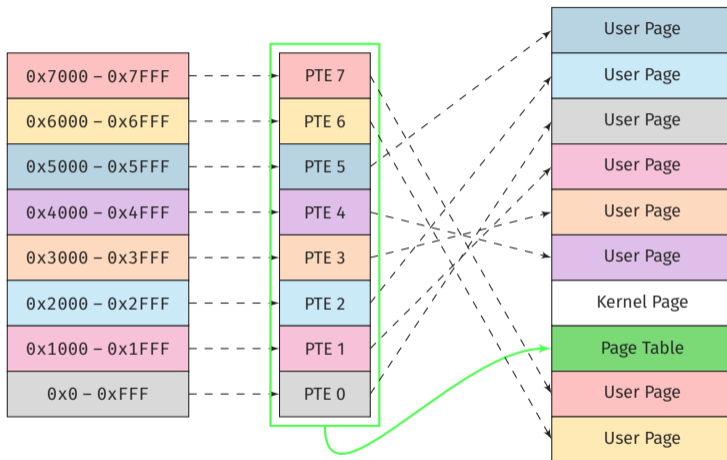 0x7000 – 0x7FFF
0x6000 – 0x6FFF
0x5000 – 0x5FFF
0x4000 – 0x4FFF
0x3000 – 0x3FFF
0x2000 – 0x2FFF
0x1000 – 0x1FFF
0x0 – 0xFFF
PTE 7
PTE 6
PTE 5
PTE 4
PTE 3
PTE 2
PTE 1
PTE 0
User Page
User Page
User Page
User Page
User Page
User Page
Kernel Page
Page Table
User Page
User Page